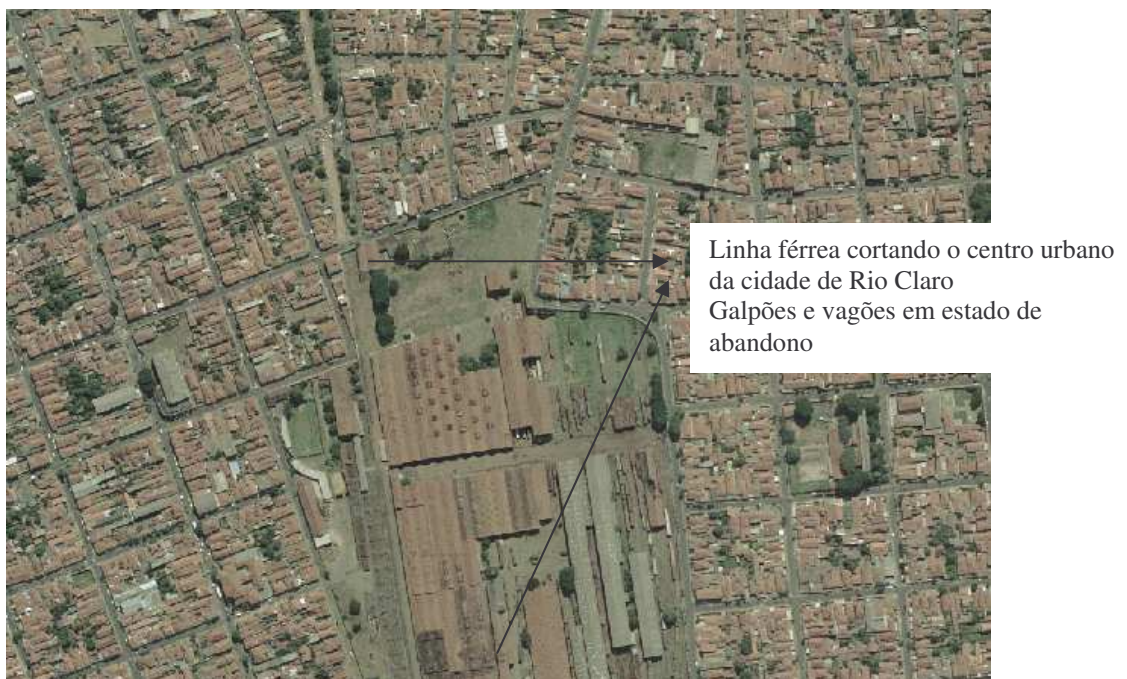 Linha férrea cortando o centro urbano
da cidade de Rio Claro
Galpões e vagões em estado de
abandono